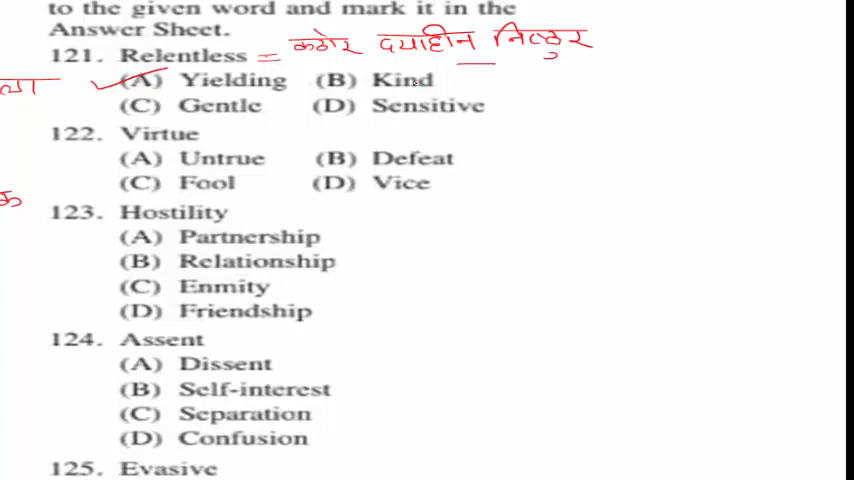 to the given word and mark it in the
Answer Sheet.
121. Relentless = कठोर दयाहीन निष्ठुर
(A) Yielding (B) Kind
(C) Gentle (D) Sensitive
122. Virtue
(A) Untrue (B) Defeat
(C) Fool (D) Vice
123. Hostility
(A) Partnership
(B) Relationship
(C) Enmity
(D) Friendship
124. Assent
(A) Dissent
(B) Self-interest
(C) Separation
(D) Confusion
125. Evasive